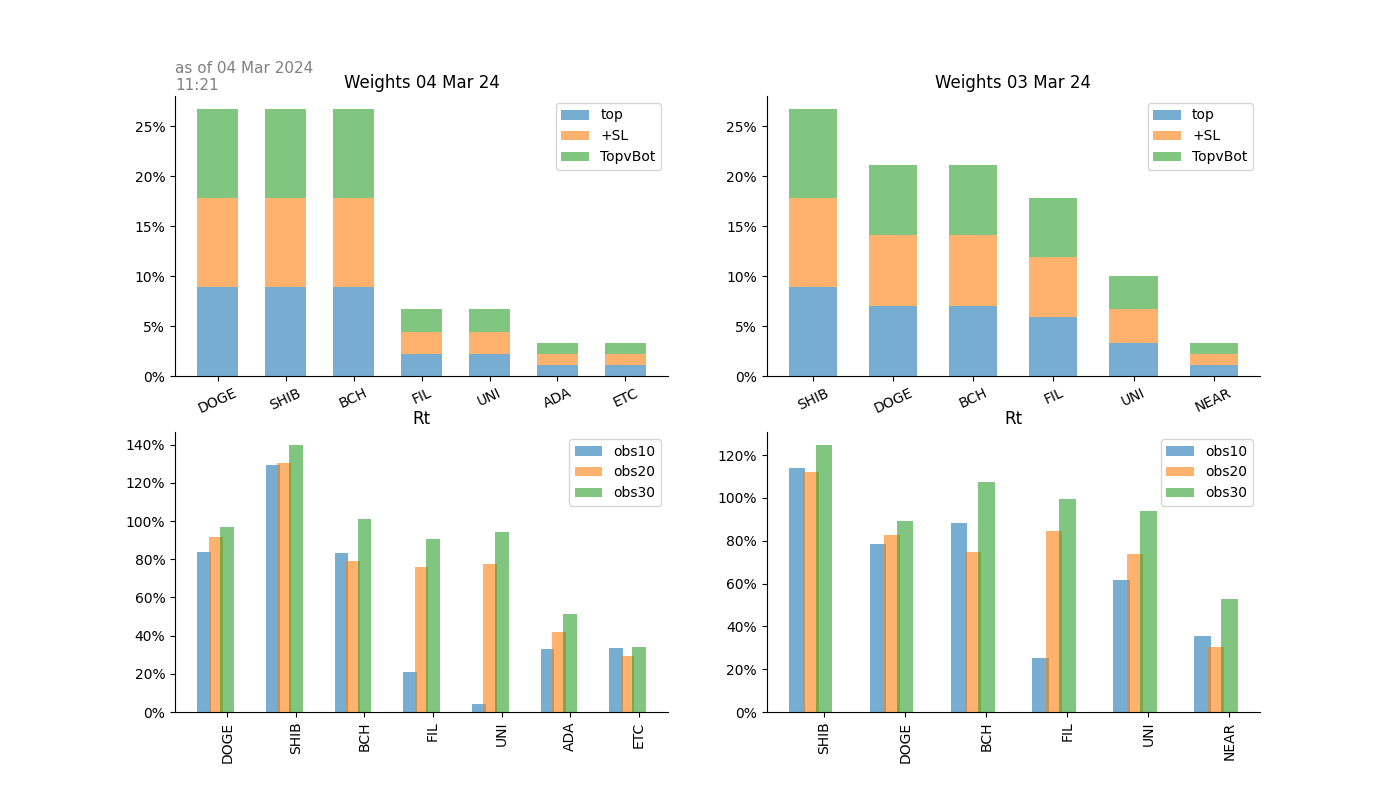 as of 04 Mar 2024
11:21
Weights 04 Mar 24
25%
20%
15%
10%
5%
0%
top
+SL
TopvBot
DOGE
SHIB
BCH
FIL
UNI
ADA
ETC
Weights 03 Mar 24
25%
20%
15%
10%
5%
0%
top
+SL
TopvBot
SHIB
DOGE
BCH
FIL
UNI
NEAR
Rt
140%
120%
100%
80%
60%
40%
20%
0%
obs10
obs20
obs30
DOGE
SHIB
BCH
FIL
UNI
ADA
ETC
Rt
120%
100%
80%
60%
40%
20%
0%
obs10
obs20
obs30
SHIB
DOGE
BCH
FIL
UNI
NEAR